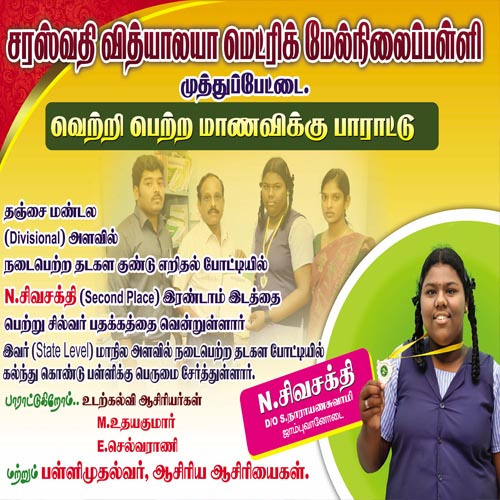 சரஸ்வதி வித்யாலயா மெட்ரிக் மேல்நிலைப்பள்ளி
முத்துப்பேட்டை.
வெற்றி பெற்ற மாணவிக்கு பாராட்டு
தஞ்சை மண்டல
(Divisional) அளவில்
நடைபெற்ற தடகள குண்டு எறிதல் போட்டியில்
N.சிவசக்தி (Second Place) இரண்டாம் இடத்தை
பெற்று சில்வர் பதக்கத்தை வென்றுள்ளார்
இவர் (State Level) மாநில அளவில் நடைபெற்ற தடகள போட்டியில்
கலந்து கொண்டு பள்ளிக்கு பெருமை சேர்த்துள்ளார்.
பாராட்டுகிறோம்.. உடற்கல்வி ஆசிரியர்கள்
M.உதயகுமார்
E.செல்வராணி
மற்றும் பள்ளிமுதல்வர், ஆசிரிய ஆசிரியைகள்.
N.சிவசக்தி
D/O S.நாராயணசுவாமி
ஜாம்புவானோடை